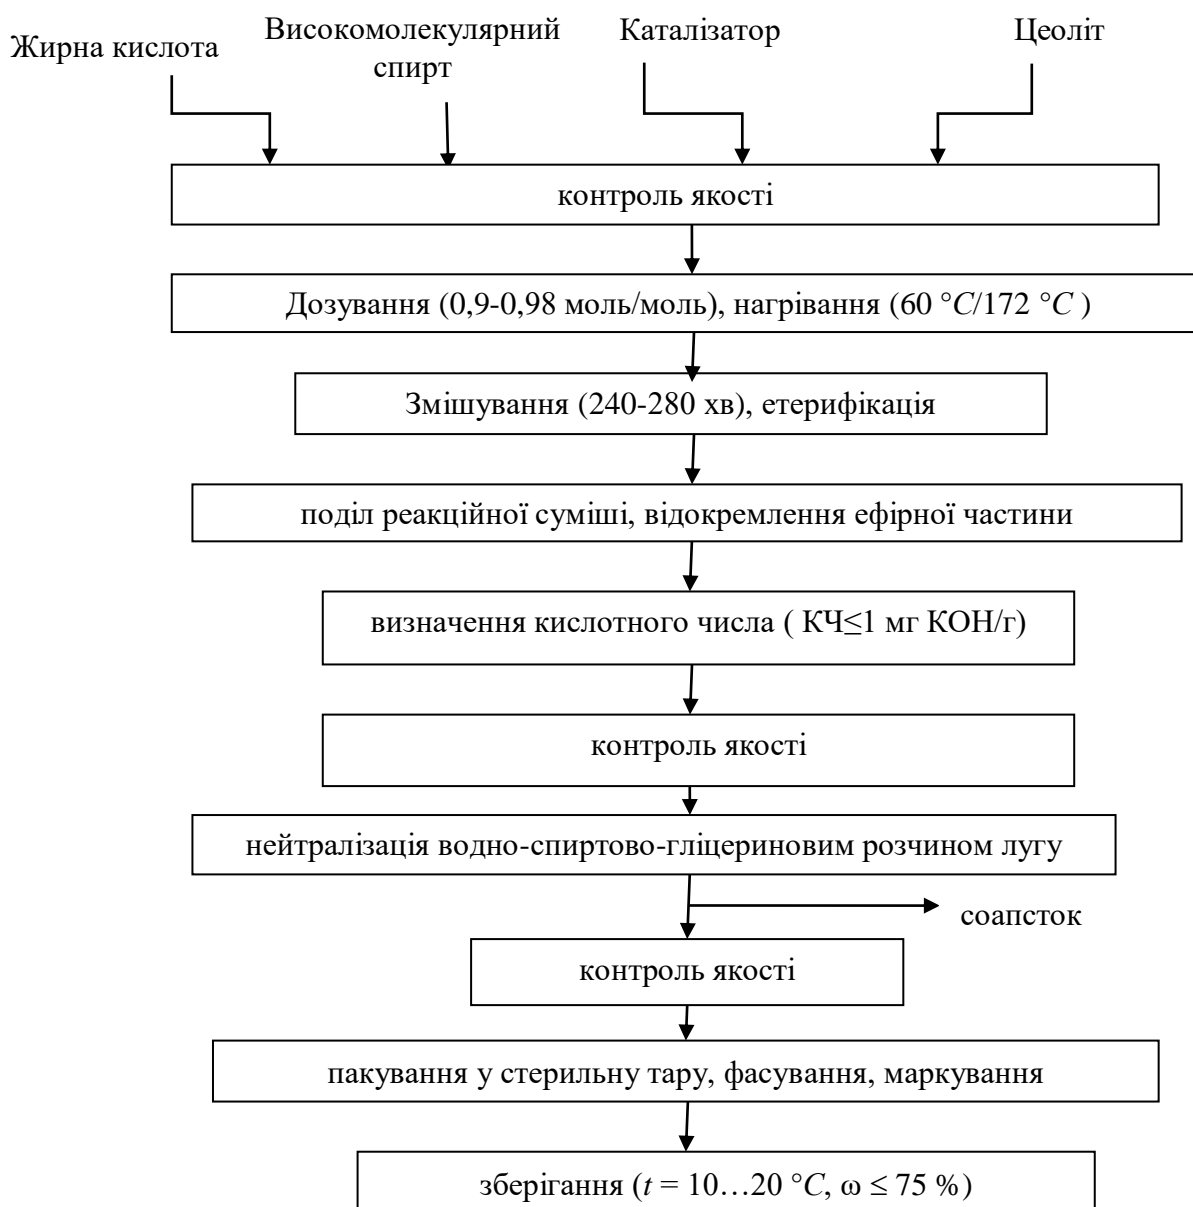 Жирна кислота
Високомолекулярний
спирт
Каталізатор
Цеоліт
контроль якості
Дозування (0,9-0,98 моль/моль), нагрівання (60 °C/172 °C )
Змішування (240-280 хв), етерифікація
поділ реакційної суміші, відокремлення ефірної частини
визначення кислотного числа ( КЧ≤1 мг КОН/г)
контроль якості
нейтралізація водно-спиртово-гліцериновим розчином лугу
соапсток
контроль якості
пакування у стерильну тару, фасування, маркування
зберігання (t = 10…20 °C, ω ≤ 75 %)